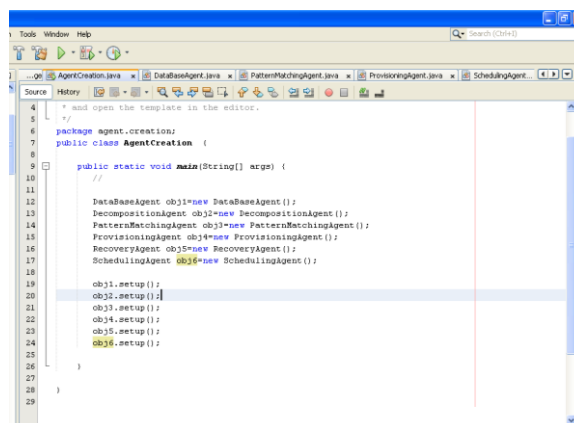 Tools Window Help
Search (Ctrl+I)
...ge AgentCreation.java DataBaseAgent.java PatternMatchingAgent.java ProvisioningAgent.java SchedulingAgent...
Source History
4 * and open the template in the editor.
5 */
6 package agent.creation;
7 public class AgentCreation {
8
9 public static void main(String[] args) {
10 //
11
12 DataBaseAgent obj1=new DataBaseAgent();
13 DecompositionAgent obj2=new DecompositionAgent();
14 PatternMatchingAgent obj3=new PatternMatchingAgent();
15 ProvisioningAgent obj4=new ProvisioningAgent();
16 RecoveryAgent obj5=new RecoveryAgent();
17 SchedulingAgent obj6=new SchedulingAgent();
18
19 obj1.setup();
20 obj2.setup();
21 obj3.setup();
22 obj4.setup();
23 obj5.setup();
24 obj6.setup();
25
26 }
27
28 }
29